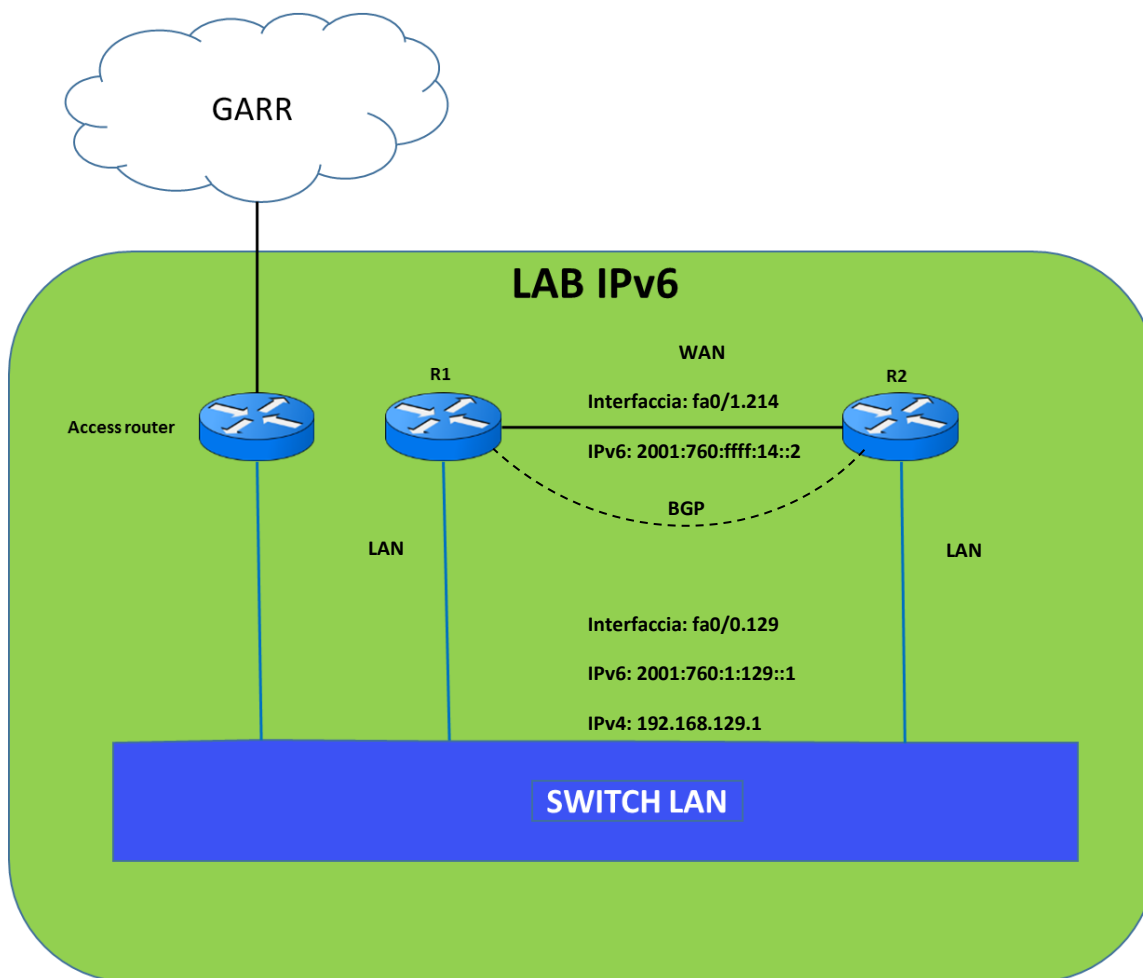 GARR
LAB IPv6
WAN
R1
R2
Interfaccia: fa0/1.214
Access router
IPv6: 2001:760:ffff:14::2
BGP
LAN
LAN
Interfaccia: fa0/0.129
IPv6: 2001:760:1:129::1
IPv4: 192.168.129.1
SWITCH LAN